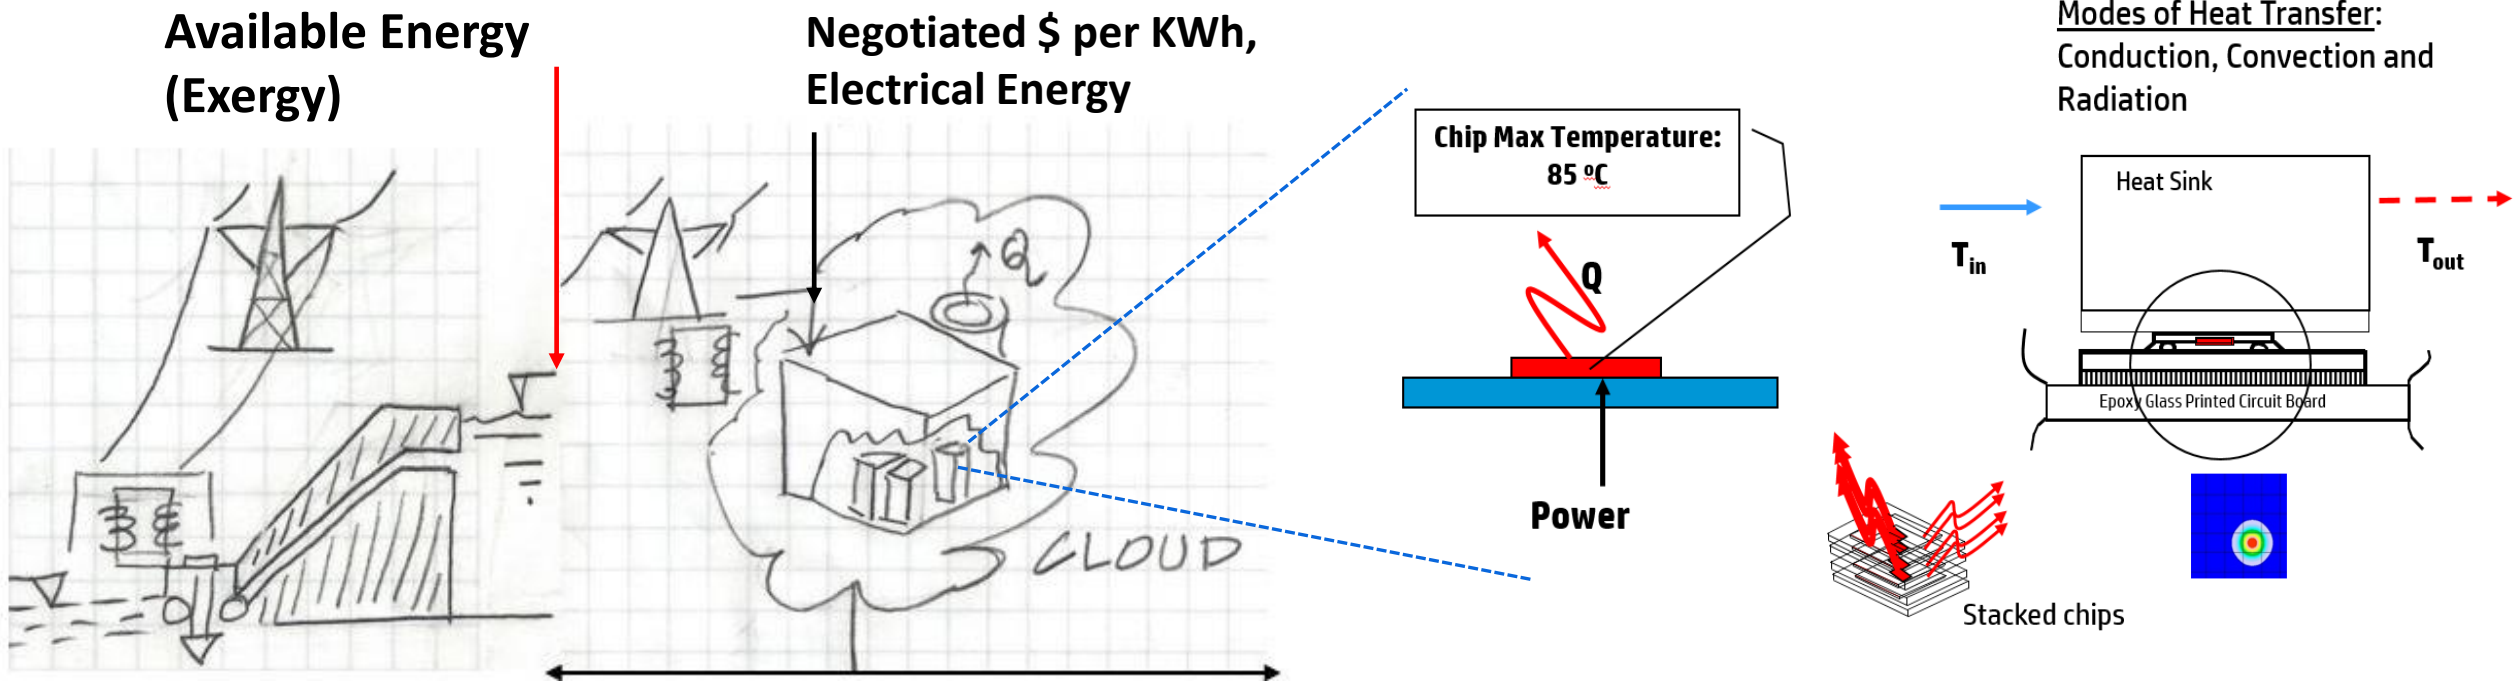 Available Energy
(Exergy)
Negotiated $ per KWh,
Electrical Energy
Q
CLOUD
Chip Max Temperature:
85 ºC
Q
Power
Modes of Heat Transfer:
Conduction, Convection and
Radiation
Heat Sink
Tin
Tout
Epoxy Glass Printed Circuit Board
Stacked chips